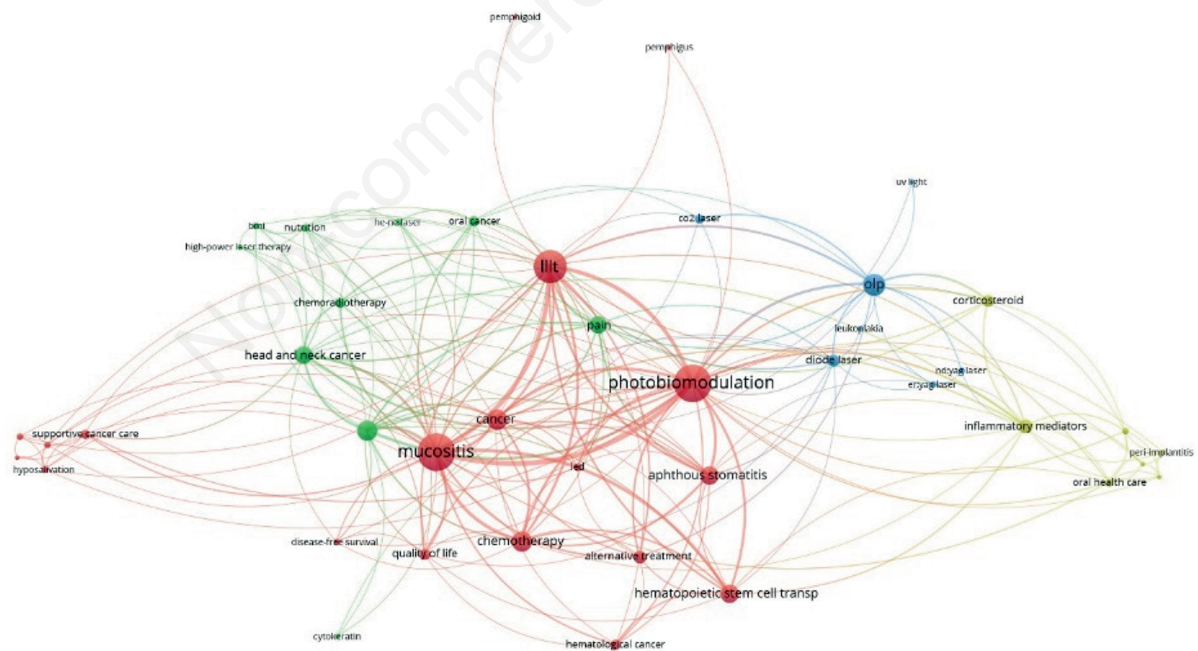 pemphigoid
pemphigus
uv light
co2 laser
oral cancer
he-ne laser
bmi
nutrition
high-power laser therapy
lllt
olp
chemoradiotherapy
corticosteroid
pain
leukoplakia
head and neck cancer
diode laser
nd:yag laser
photobiomodulation
er:yag laser
cancer
supportive cancer care
inflammatory mediators
mucositis
peri-implantitis
hyposalivation
led
aphthous stomatitis
oral health care
disease-free survival
quality of life
chemotherapy
alternative treatment
hematopoietic stem cell transp
cytokeratin
hematological cancer